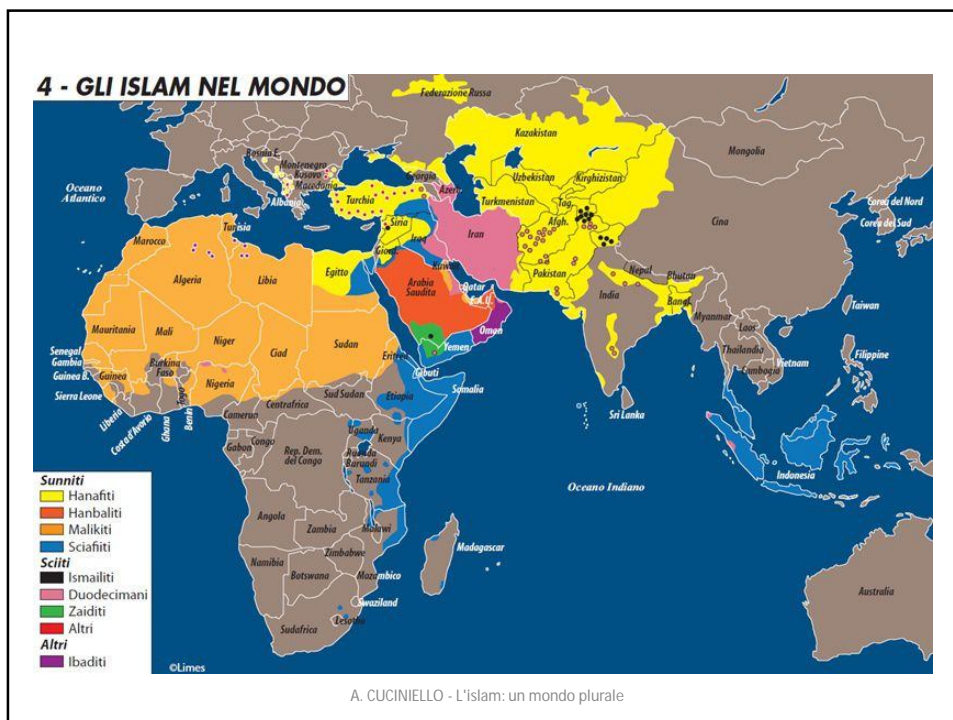 4 - GLI ISLAM NEL MONDO
Federazione Russa
Kazakistan
Mongolia
Bosnia E.
Montenegro
Kosovo
Macedonia
Albania
Georgia
Azerb.
Uzbekistan
Kirghizistan
Turkmenistan
Tag.
Corea del Nord
Corea del Sud
Oceano
Atlantico
Turchia
Cina
Tunisia
Siria
Iraq
Iran
Afgh.
Marocco
Giord.
Kuwait
Pakistan
Nepal
Bhutan
Algeria
Libia
Egitto
Arabia
Saudita
Qatar
E.A.U.
India
Bangl.
Taiwan
Oman
Myanmar
Laos
Mauritania
Mali
Niger
Ciad
Sudan
Eritrea
Yemen
Thailandia
Vietnam
Filippine
Cambogia
Senegal
Gambia
Guinea B.
Guinea
Burkina
Faso
Nigeria
Gibuti
Sierra Leone
Liberia
Costa d'Avorio
Ghana
Togo
Benin
Camerun
Centrafrica
Sud Sudan
Etiopia
Somalia
Sri Lanka
Gabon
Congo
Rep. Dem.
del Congo
Uganda
Kenya
Ruanda
Burundi
Tanzania
Oceano Indiano
Indonesia
Angola
Zambia
Malawi
Madagascar
Namibia
Zimbabwe
Botswana
Mozambico
Swaziland
Sudafrica
Lesotho
Australia
Sunniti
Hanafiti
Hanbaliti
Malikiti
Sciafiiti
Sciiti
Ismailiti
Duodecimani
Zaiditi
Altri
Altri
Ibaditi
©Limes
A. CUCINIELLO - L'islam: un mondo plurale